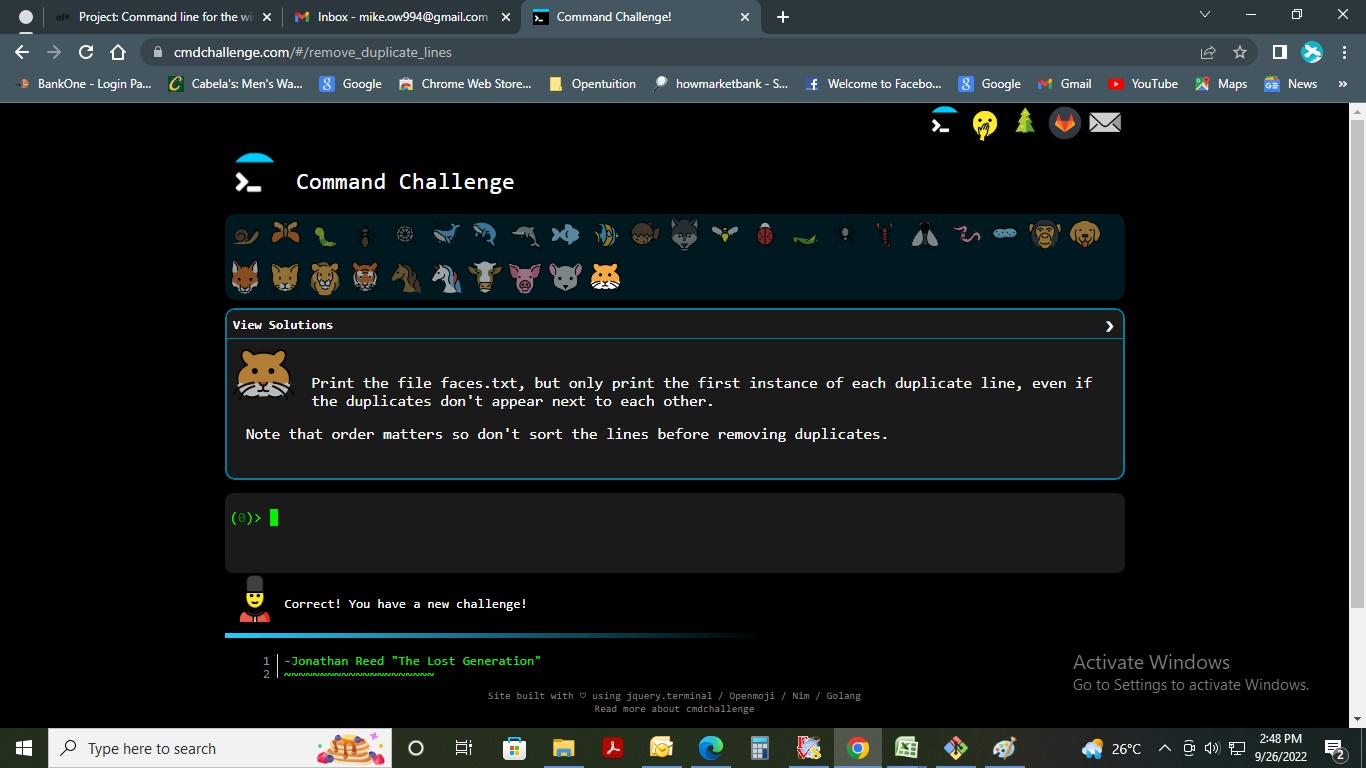 Project: Command line for the wi
Inbox - mike.ow994@gmail.com
Command Challenge!
cmdchallenge.com/#/remove_duplicate_lines
BankOne - Login Pa...
Cabela's: Men's Wa...
Google
Chrome Web Store...
Opentuition
howmarketbank - S...
Welcome to Facebo...
Google
Gmail
YouTube
Maps
News
»
Command Challenge
View Solutions
Print the file faces.txt, but only print the first instance of each duplicate line, even if
the duplicates don't appear next to each other.
Note that order matters so don't sort the lines before removing duplicates.
(0)>
Correct! You have a new challenge!
1 -Jonathan Reed "The Lost Generation"
2 ~~~~~~~~~~~~~~~~~~~~~
Site built with ♡ using jquery.terminal / Openmoji / Nim / Golang
Read more about cmdchallenge
Activate Windows
Go to Settings to activate Windows.
Type here to search
26°C
2:48 PM
9/26/2022
2